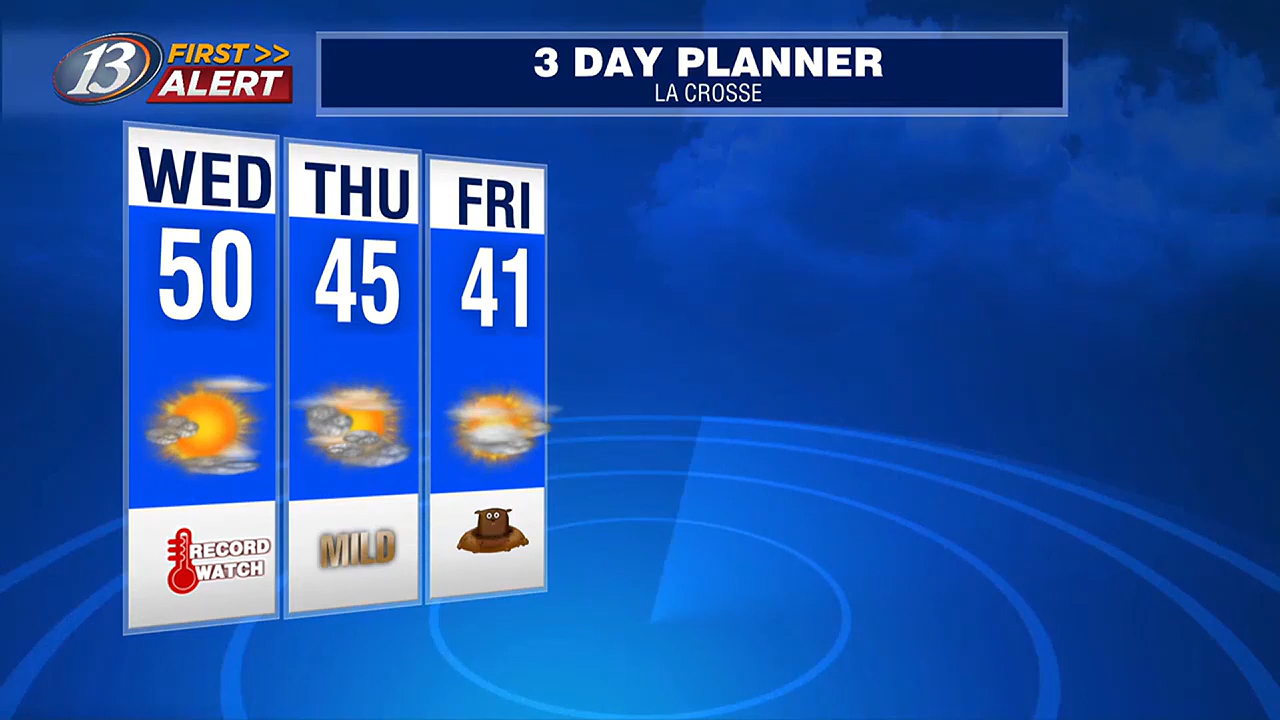 13 FIRST >>
ALERT
3 DAY PLANNER
LA CROSSE
WED
50
RECORD
WATCH
THU
45
MILD
FRI
41